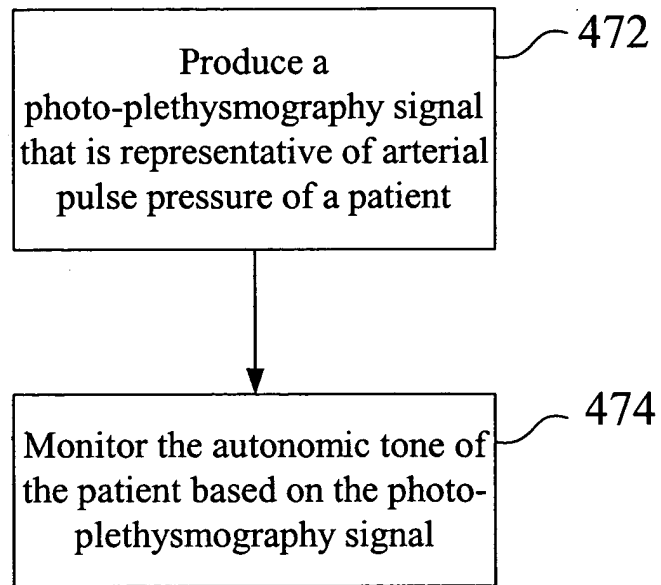 Produce a
photo-plethysmography signal
that is representative of arterial
pulse pressure of a patient
472
Monitor the autonomic tone of
the patient based on the photo-
plethysmography signal
474